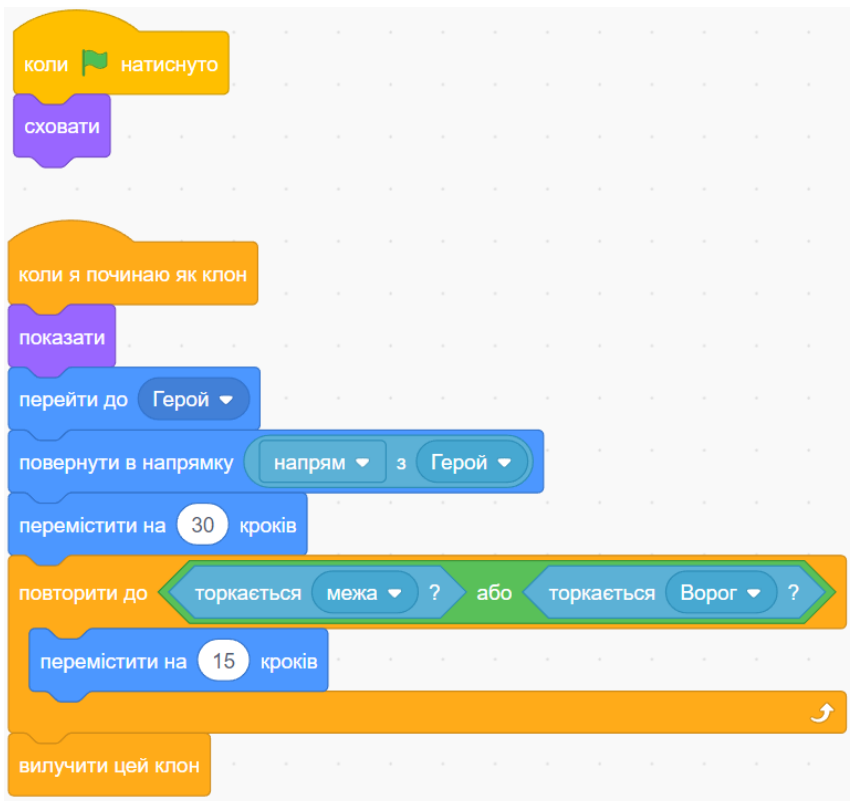 коли натиснуто
сховати
коли я починаю як клон
показати
перейти до Герой
повернути в напрямку напрям з Герой
перемістити на 30 кроків
повторити до торкається межа ? або торкається Ворог ?
перемістити на 15 кроків
вилучити цей клон